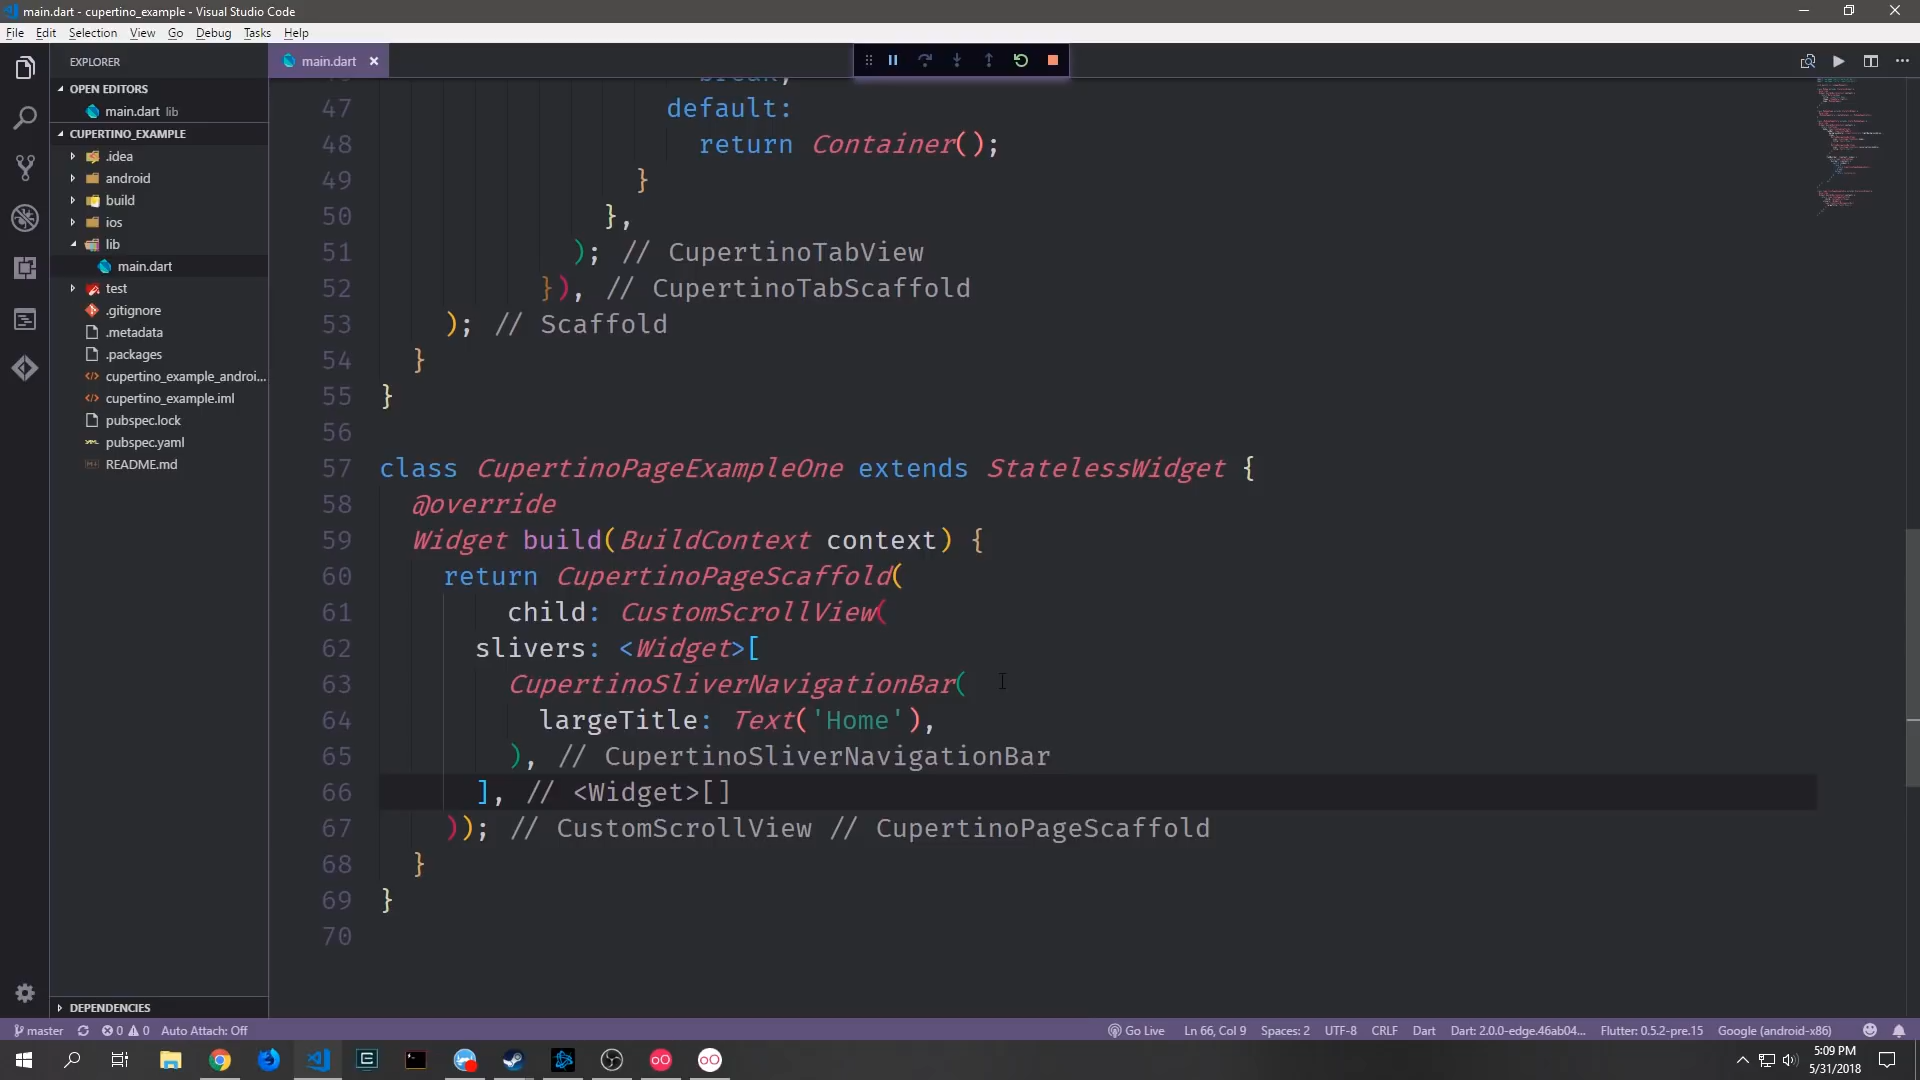 main.dart - cupertino_example - Visual Studio Code
File Edit Selection View Go Debug Tasks Help
EXPLORER
main.dart
OPEN EDITORS
main.dart lib
CUPERTINO_EXAMPLE
.idea
android
build
ios
lib
main.dart
test
.gitignore
.metadata
.packages
cupertino_example_androi...
cupertino_example.iml
pubspec.lock
pubspec.yaml
README.md
DEPENDENCIES
break;
47 default:
48 return Container();
49 }
50 },
51 ); // CupertinoTabView
52 }), // CupertinoTabScaffold
53 ); // Scaffold
54 }
55 }
56
57 class CupertinoPageExampleOne extends StatelessWidget {
58 @override
59 Widget build(BuildContext context) {
60 return CupertinoPageScaffold(
61 child: CustomScrollView(
62 slivers: <Widget>[
63 CupertinoSliverNavigationBar(
64 largeTitle: Text('Home'),
65 ), // CupertinoSliverNavigationBar
66 ], // <Widget>[]
67 )); // CustomScrollView // CupertinoPageScaffold
68 }
69 }
70
master 0 0 Auto Attach: Off Go Live Ln 66, Col 9 Spaces: 2 UTF-8 CRLF Dart Dart: 2.0.0-edge.46ab04... Flutter: 0.5.2-pre.15 Google (android-x86)
5:09 PM
5/31/2018